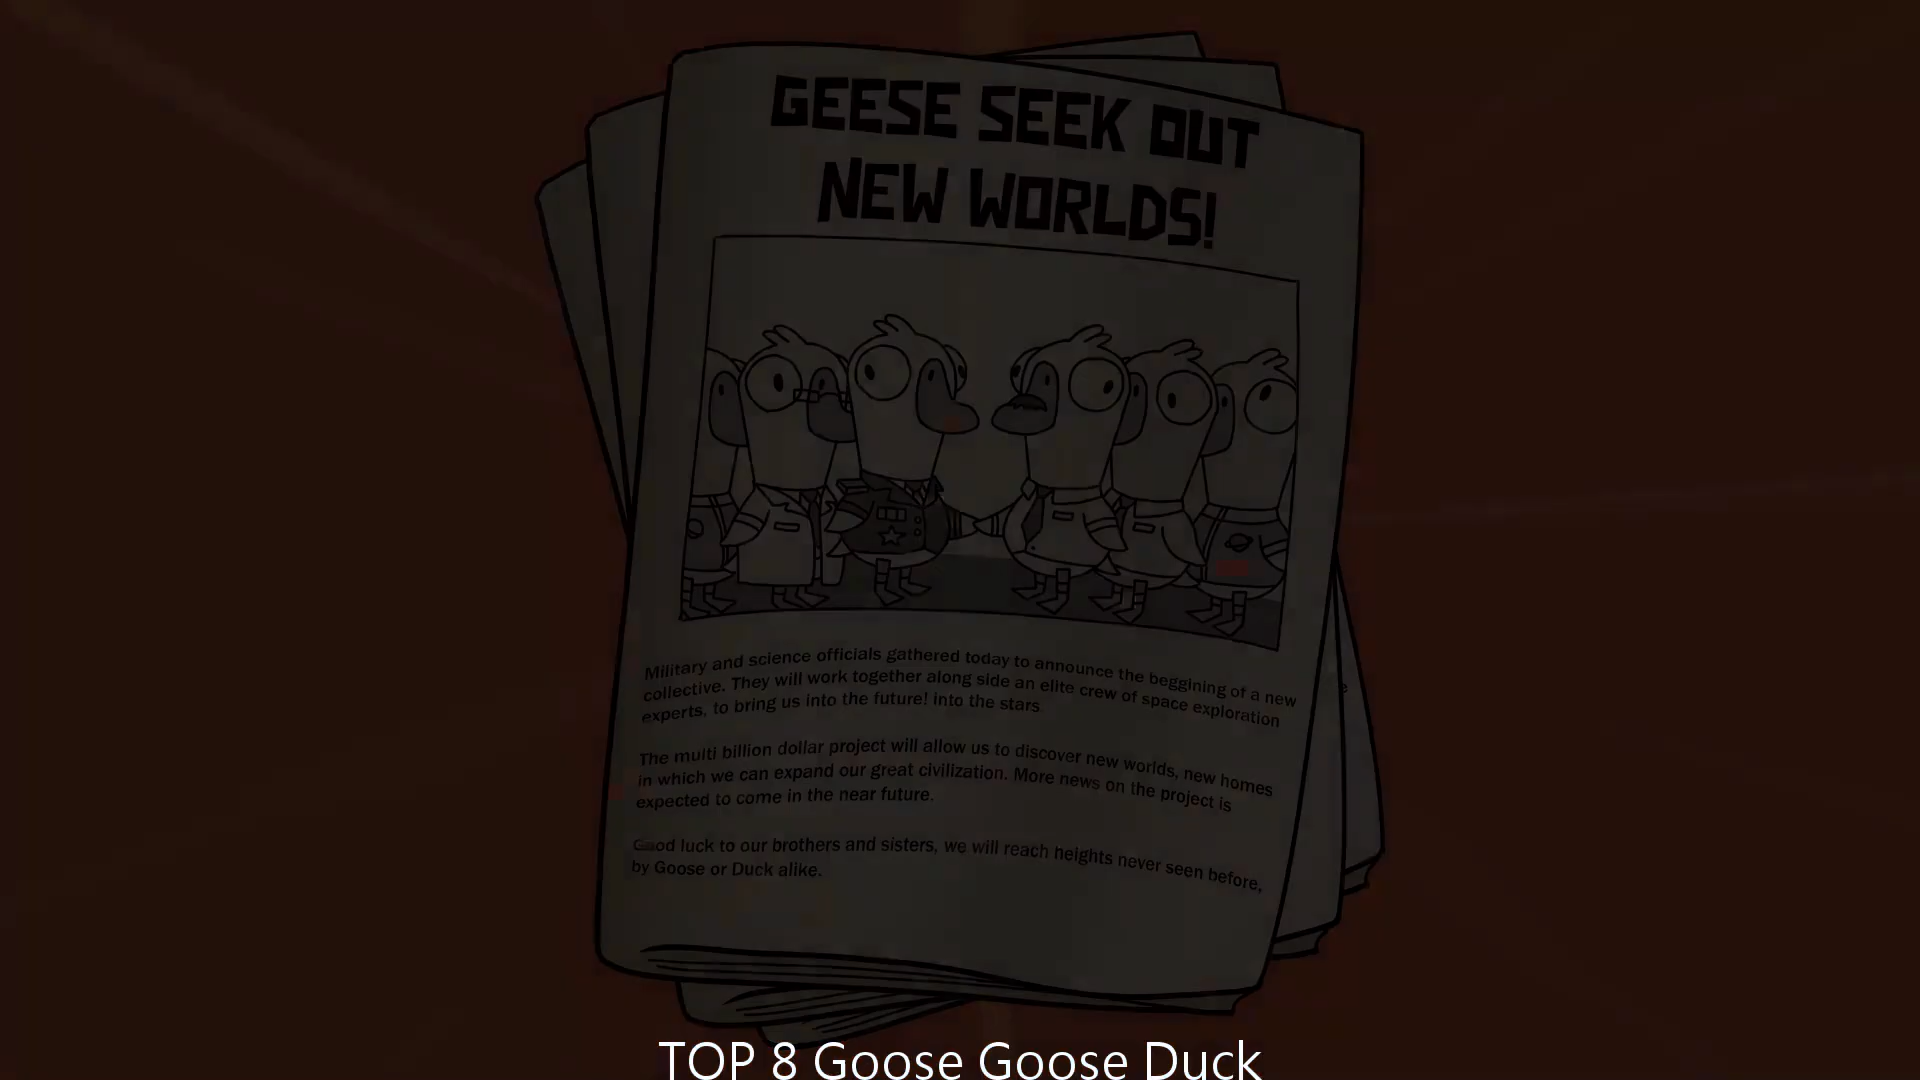 GEESE SEEK OUT
NEW WORLDS!
Military and science officials gathered today to announce the beggining of a new
collective. They will work together along side an elite crew of space exploration
experts, to bring us into the future! into the stars
The multi billion dollar project will allow us to discover new worlds, new homes
in which we can expand our great civilization. More news on the project is
expected to come in the near future.
Good luck to our brothers and sisters, we will reach heights never seen before,
by Goose or Duck alike.
TOP 8 Goose Goose Duck